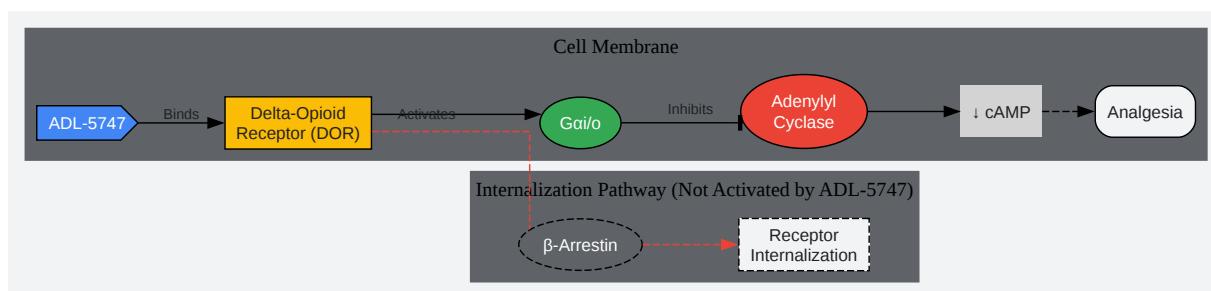 Cell Membrane
ADL-5747
Binds
Delta-Opioid
Receptor (DOR)
Activates
Gαi/o
Inhibits
Adenylyl
Cyclase
↓ cAMP
Analgesia
Internalization Pathway (Not Activated by ADL-5747)
β-Arrestin
Receptor
Internalization